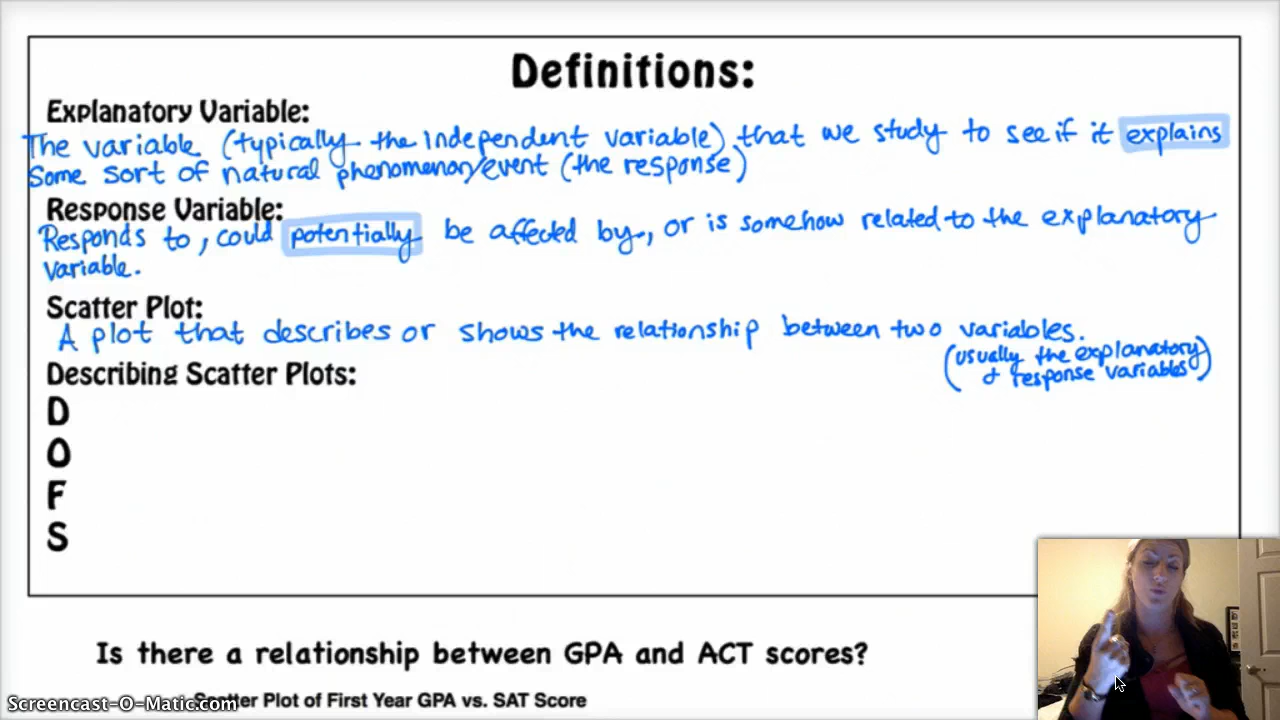 Definitions:
Explanatory Variable:
The variable (typically the independent variable) that we study to see if it explains
Some sort of natural phenomenon/event (the response)
Response Variable:
Responds to, could potentially be affected by, or is somehow related to the explanatory
variable.
Scatter Plot:
A plot that describes or shows the relationship between two variables.
(usually the explanatory
& response variables)
Describing Scatter Plots:
D
O
F
S
Is there a relationship between GPA and ACT scores?
Scatter Plot of First Year GPA vs. SAT Score
Screencast-O-Matic.com